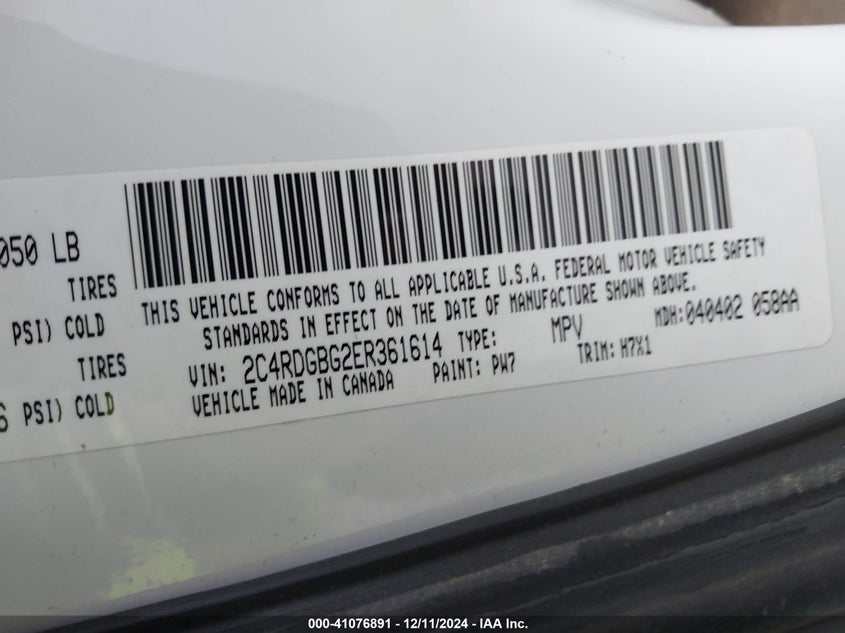 050 LB
TIRES
PSI) COLD
TIRES
6 PSI) COLD
THIS VEHICLE CONFORMS TO ALL APPLICABLE U.S.A. FEDERAL MOTOR VEHICLE SAFETY
STANDARDS IN EFFECT ON THE DATE OF MANUFACTURE SHOWN ABOVE.
VIN: 2C4RDGBG2ER361614 TYPE: MPV MDH:040402 058AA
VEHICLE MADE IN CANADA PAINT: PW7 TRIM: H7X1
000-41076891 - 12/11/2024 - IAA Inc.